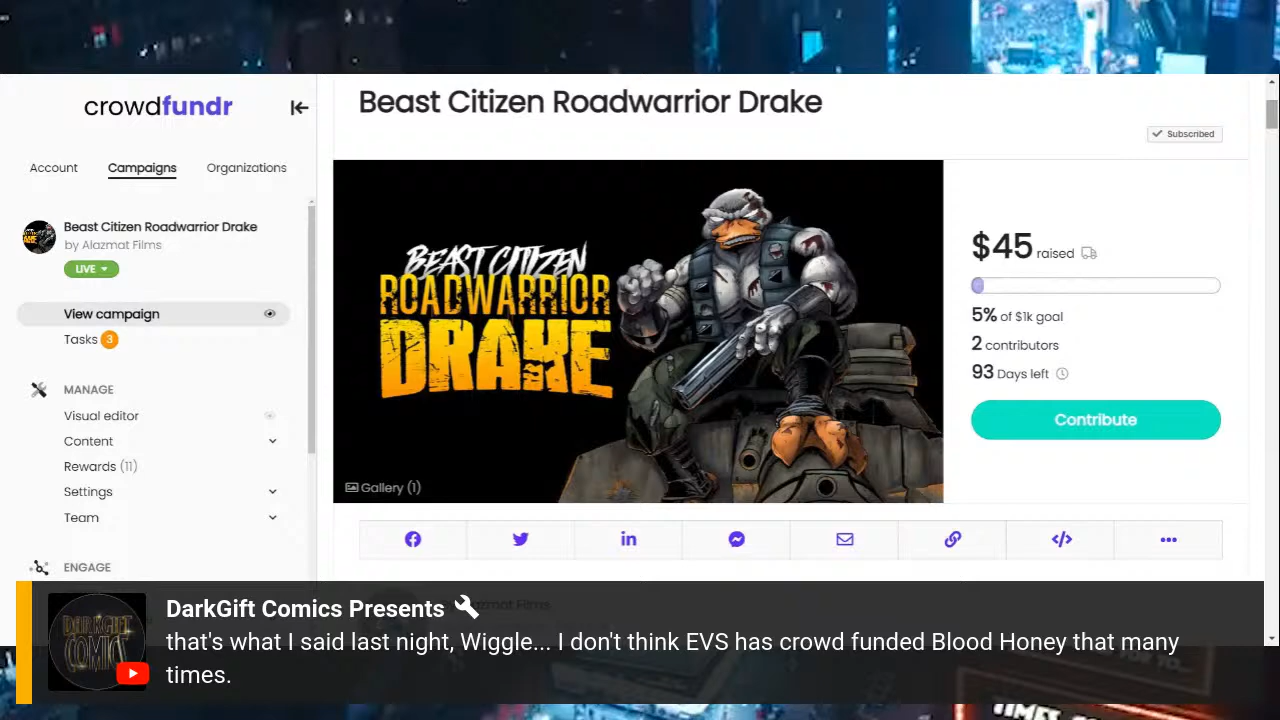 crowdfundr
Account Campaigns Organizations
Beast Citizen Roadwarrior Drake
by Alazmat Films
LIVE
View campaign
Tasks 3
MANAGE
Visual editor
Content
Rewards (11)
Settings
Team
ENGAGE
Beast Citizen Roadwarrior Drake
Subscribed
BEAST CITIZEN
ROADWARRIOR
DRAKE
Gallery (1)
$45 raised
5% of $1k goal
2 contributors
93 Days left
Contribute
DARKGIFT
COMICS
DarkGift Comics Presents
that's what I said last night, Wiggle... I don't think EVS has crowd funded Blood Honey that many
times.